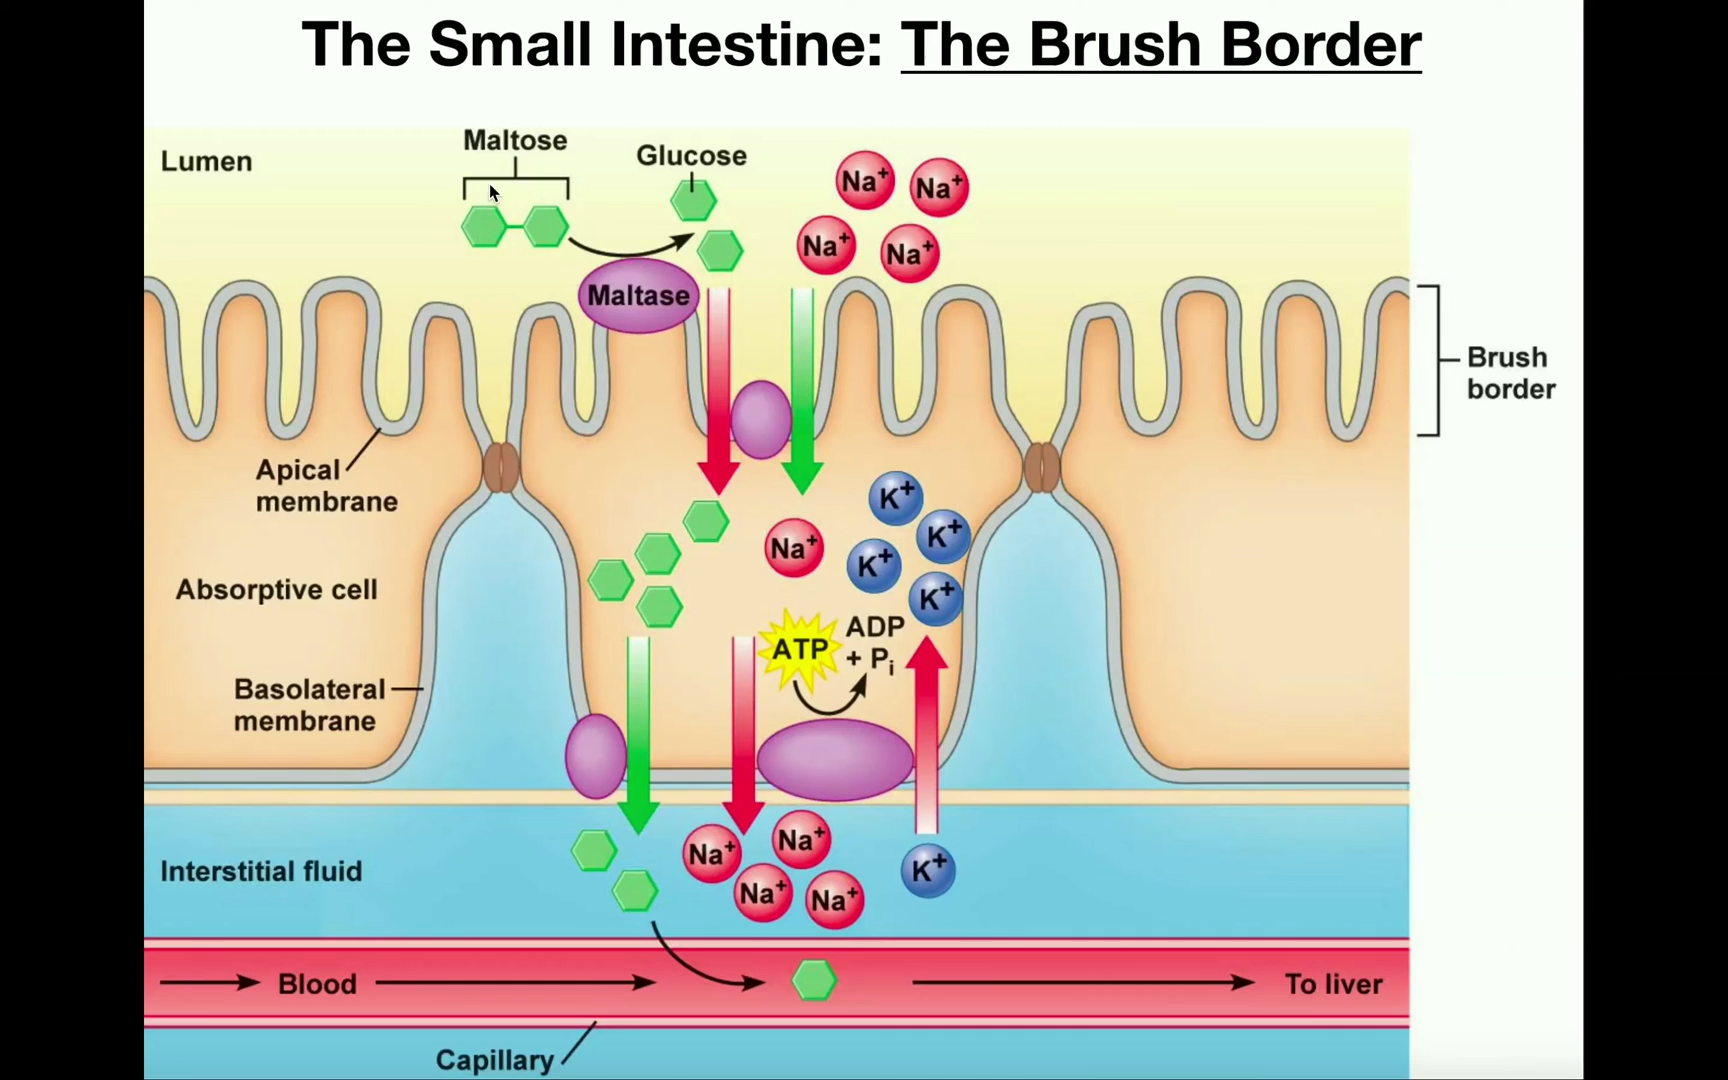 The Small Intestine: The Brush Border
Lumen
Maltose
Glucose
Na+
Na+
Na+
Na+
Maltase
Brush
border
Apical
membrane
K+
K+
K+
K+
Na+
Absorptive cell
ATP
ADP
+ Pi
Basolateral
membrane
Interstitial fluid
Na+
Na+
Na+
Na+
K+
Blood
To liver
Capillary